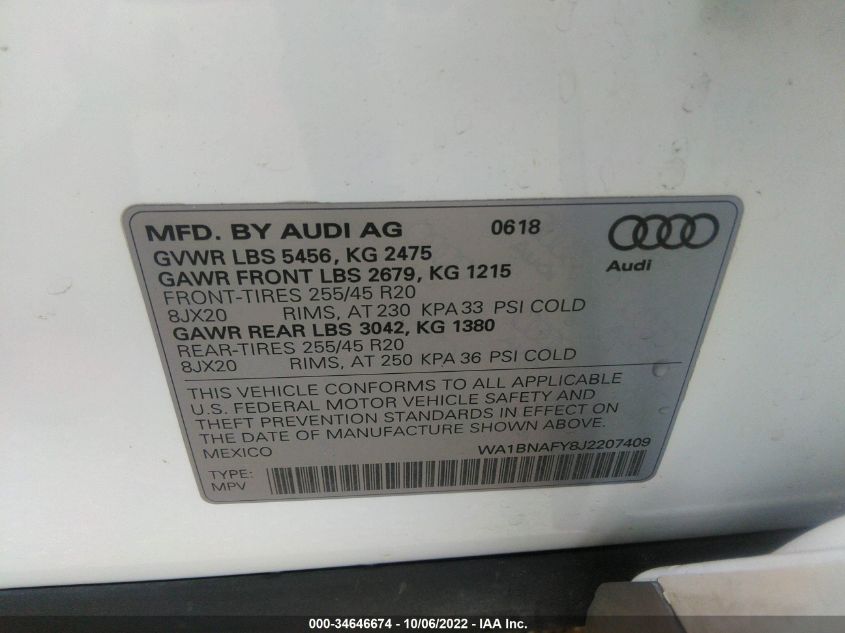 MFD. BY AUDI AG 0618
GVWR LBS 5456, KG 2475
GAWR FRONT LBS 2679, KG 1215
FRONT-TIRES 255/45 R20
8JX20 RIMS, AT 230 KPA 33 PSI COLD
GAWR REAR LBS 3042, KG 1380
REAR-TIRES 255/45 R20
8JX20 RIMS, AT 250 KPA 36 PSI COLD
Audi
THIS VEHICLE CONFORMS TO ALL APPLICABLE
U.S. FEDERAL MOTOR VEHICLE SAFETY AND
THEFT PREVENTION STANDARDS IN EFFECT ON
THE DATE OF MANUFACTURE SHOWN ABOVE.
MEXICO WA1BNAFY8J2207409
TYPE:
MPV
000-34646674 - 10/06/2022 - IAA Inc.